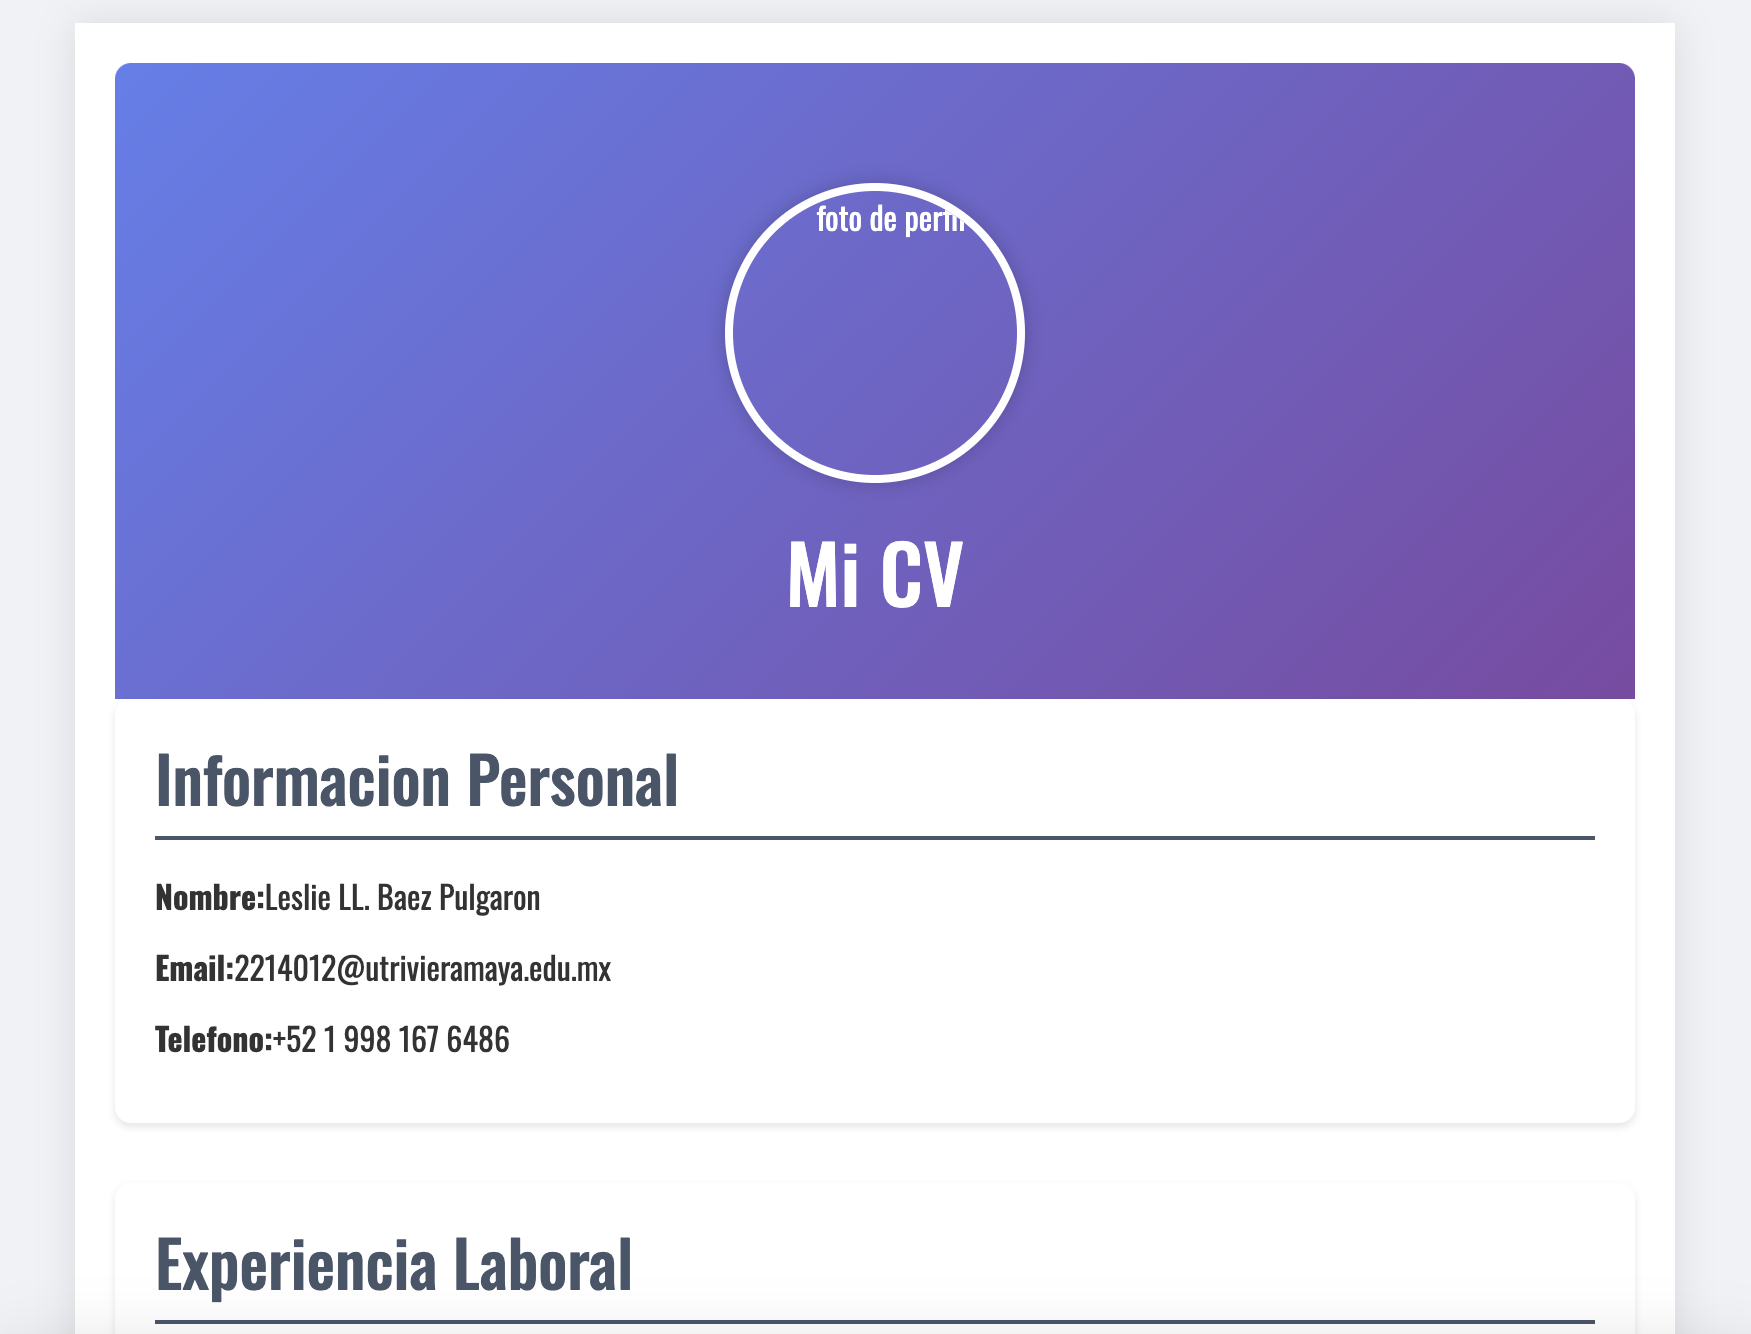 foto de perfil
Mi CV
Informacion Personal
Nombre:Leslie LL. Baez Pulgaron
Email:2214012@utrivieramaya.edu.mx
Telefono:+52 1 998 167 6486
Experiencia Laboral